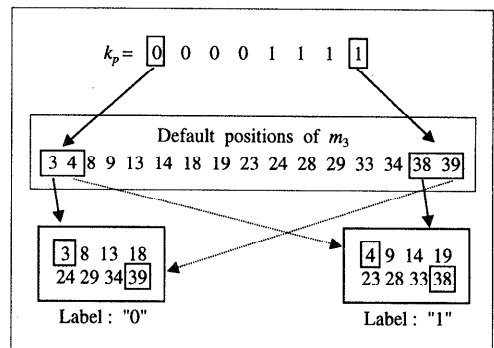 kₚ = 0 0 0 0 1 1 1 1
Default positions of m₃
3 4 8 9 13 14 18 19 23 24 28 29 33 34 38 39
3 8 13 18
24 29 34 39
Label : "0"
4 9 14 19
23 28 33 38
Label : "1"